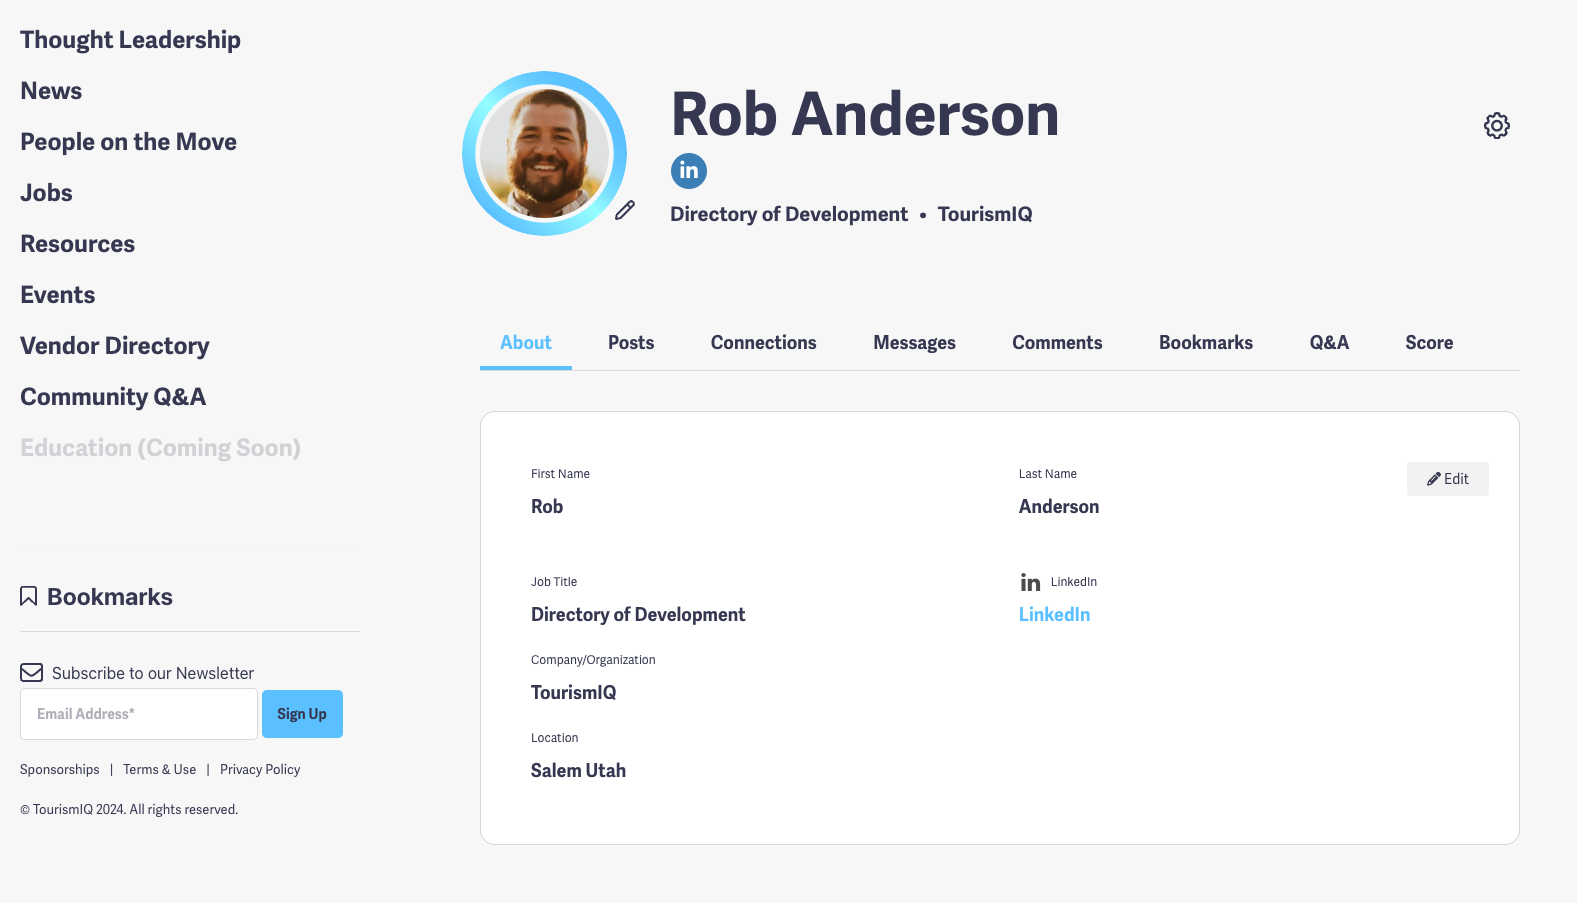 Thought Leadership
News
People on the Move
Jobs
Resources
Events
Vendor Directory
Community Q&A
Education (Coming Soon)
Bookmarks
Subscribe to our Newsletter
Email Address*
Sign Up
Sponsorships | Terms & Use | Privacy Policy
© TourismIQ 2024. All rights reserved.
Rob Anderson
in
Directory of Development • TourismIQ
About Posts Connections Messages Comments Bookmarks Q&A Score
First Name
Rob
Last Name
Anderson
Edit
Job Title
Directory of Development
in LinkedIn
LinkedIn
Company/Organization
TourismIQ
Location
Salem Utah